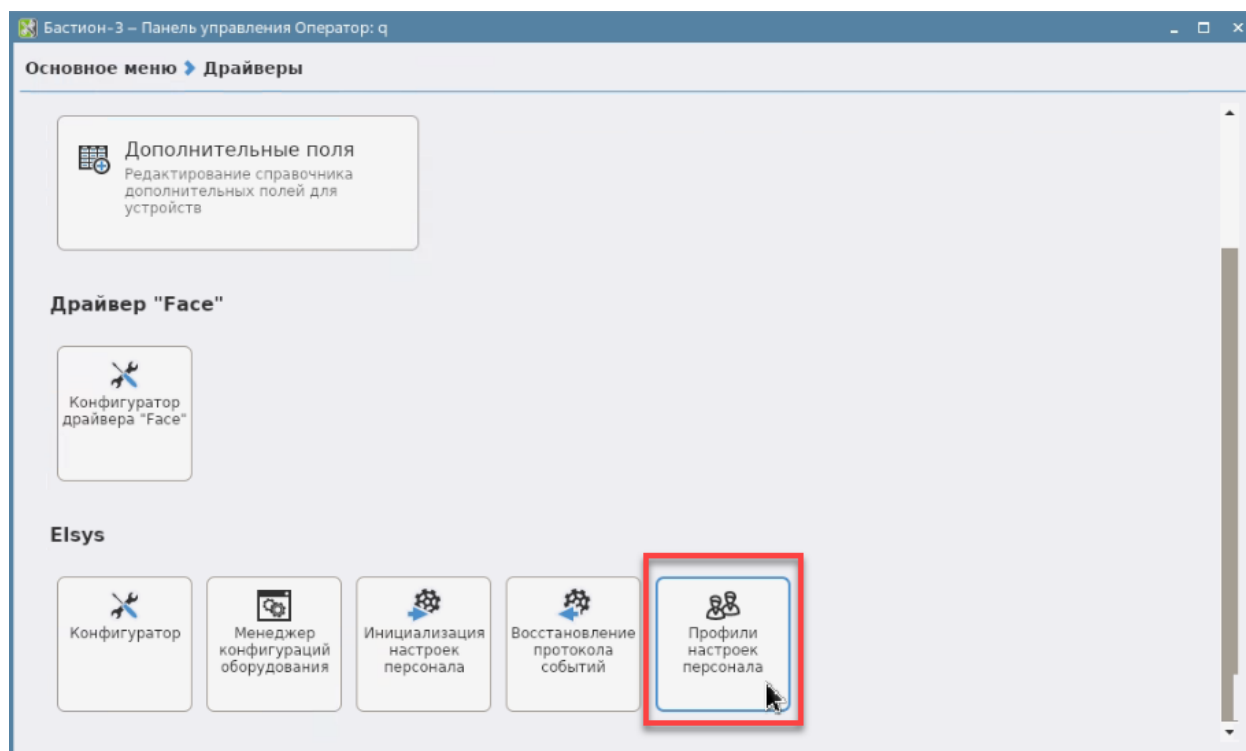 Бастион-3 – Панель управления Оператор: q
Основное меню Драйверы
Дополнительные поля
Редактирование справочника
дополнительных полей для
устройств
Драйвер "Face"
Конфигуратор
драйвера "Face"
Elsys
Конфигуратор
Менеджер
конфигураций
оборудования
Инициализация
настроек
персонала
Восстановление
протокола
событий
Профили
настроек
персонала